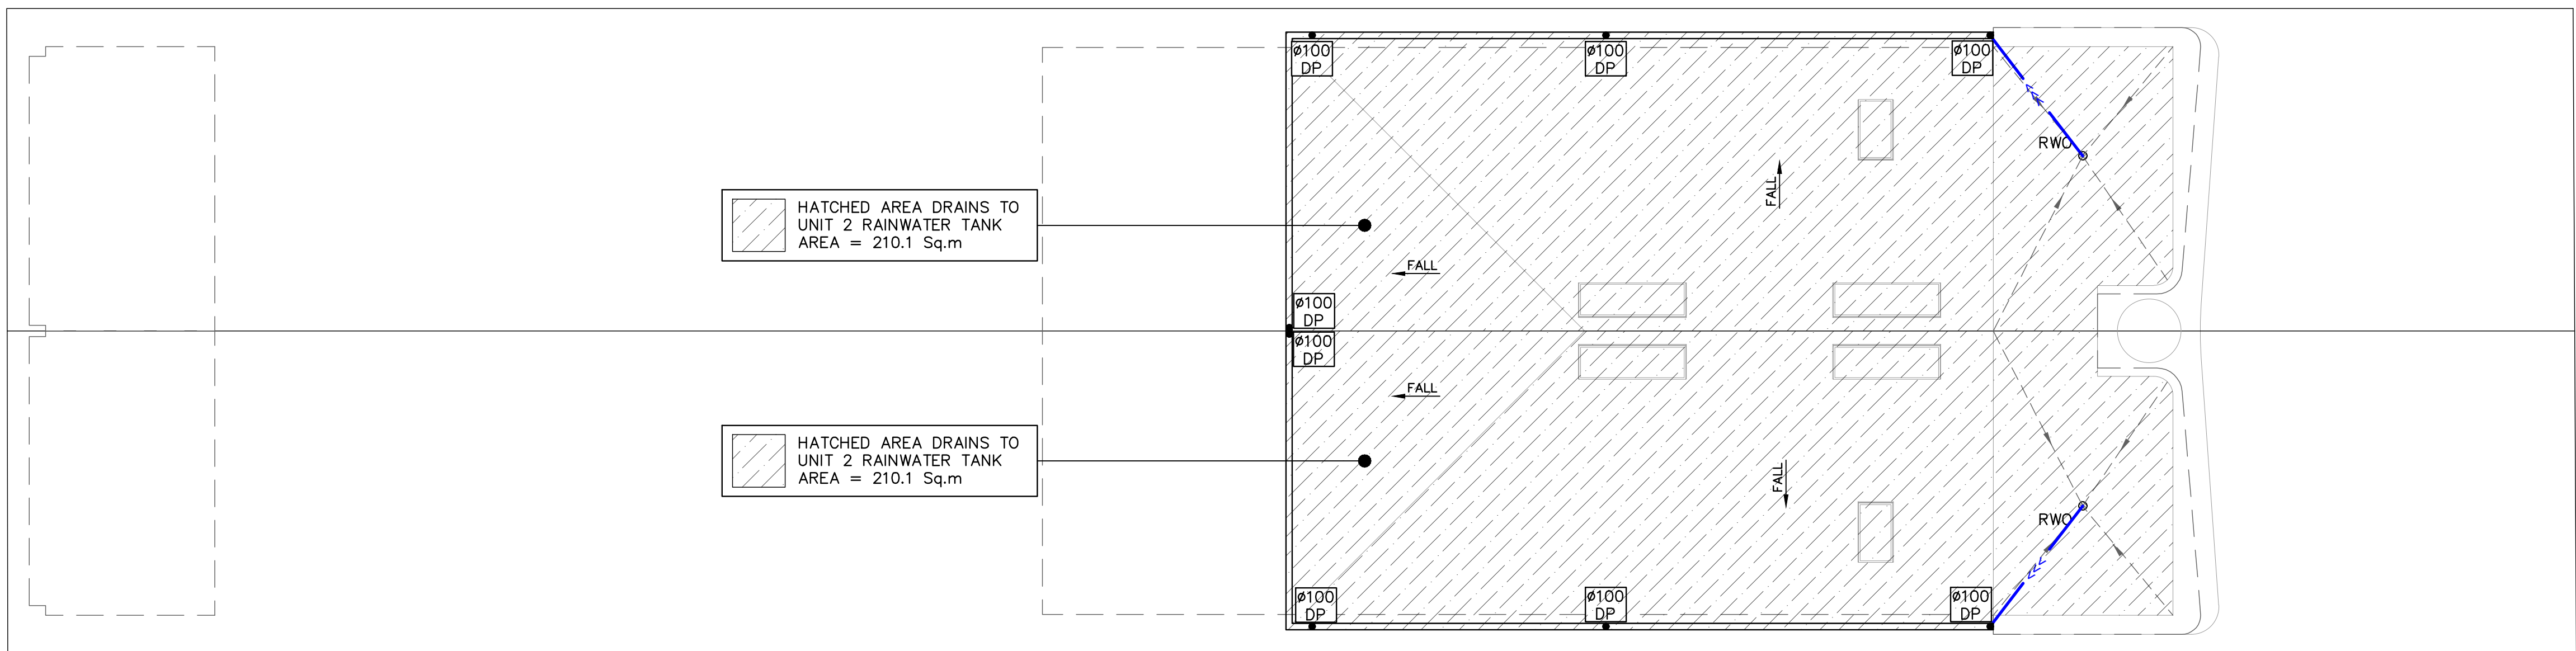 ø100
DP
ø100
DP
ø100
DP
RWO
FALL
HATCHED AREA DRAINS TO
UNIT 2 RAINWATER TANK
AREA = 210.1 Sq.m
FALL
ø100
DP
ø100
DP
FALL
HATCHED AREA DRAINS TO
UNIT 2 RAINWATER TANK
AREA = 210.1 Sq.m
FALL
RWO
ø100
DP
ø100
DP
ø100
DP